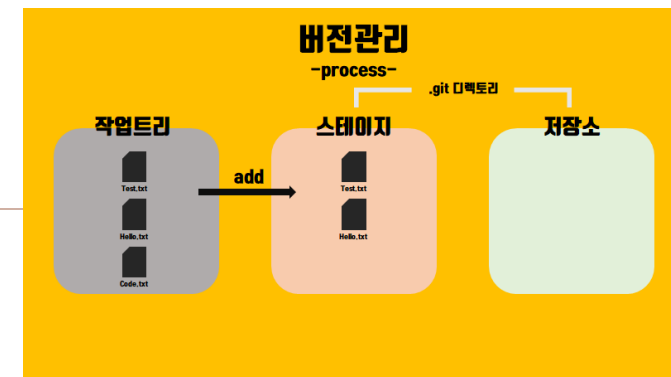 버전관리
-process-
.git 디렉토리
작업트리
스테이지
저장소
Test.txt
Hello.txt
Code.txt
add
Test.txt
Hello.txt